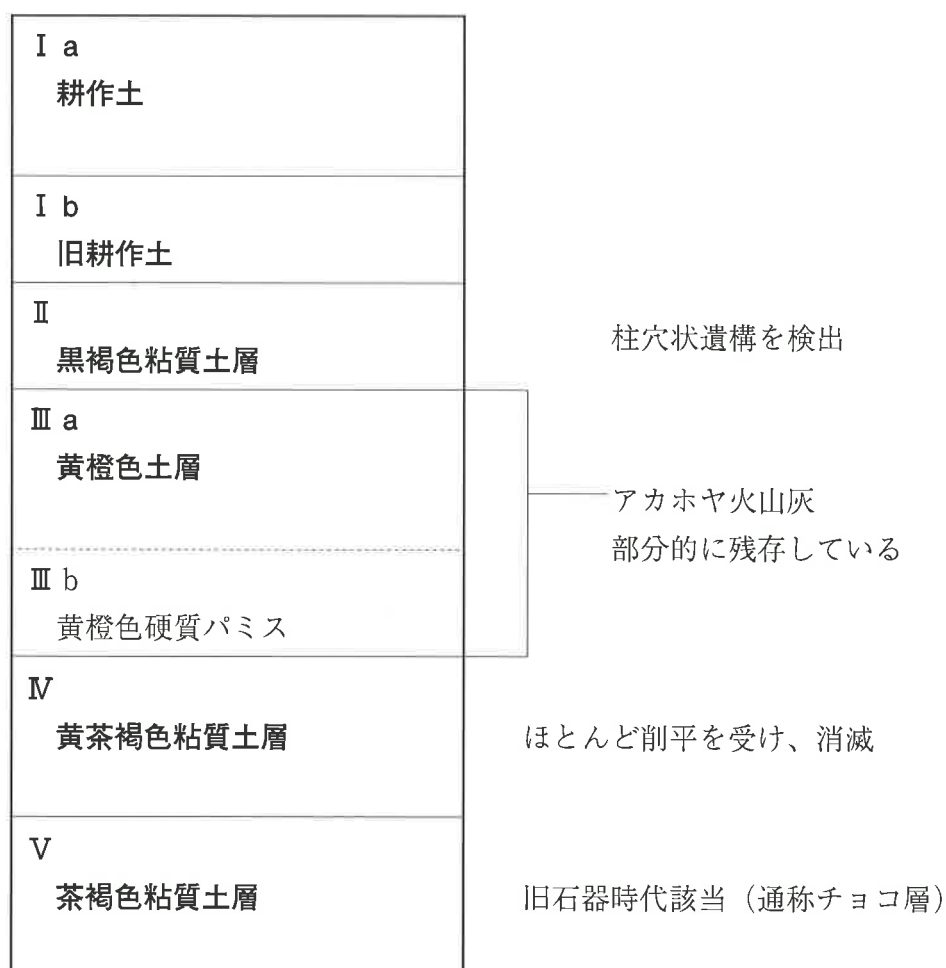 Ⅰa
耕作土
Ⅰb
旧耕作土
Ⅱ
黒褐色粘質土層
柱穴状遺構を検出
Ⅲa
黄橙色土層
アカホヤ火山灰
部分的に残存している
Ⅲb
黄橙色硬質パミス
Ⅳ
黄茶褐色粘質土層
ほとんど削平を受け、消滅
Ⅴ
茶褐色粘質土層
旧石器時代該当（通称チョコ層）